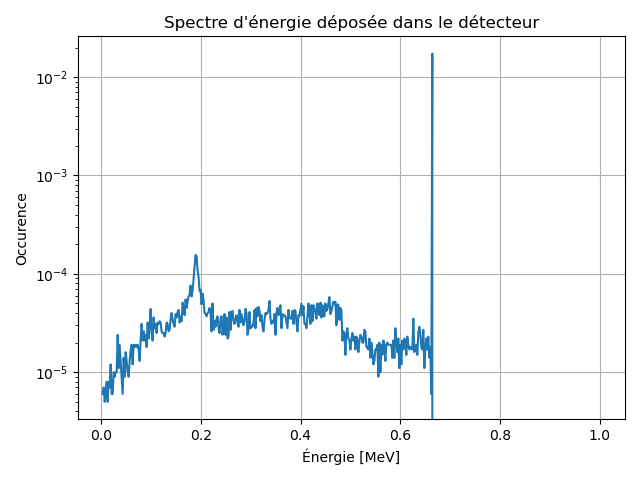 Spectre d'énergie déposée dans le détecteur
Occurence
10⁻²
10⁻³
10⁻⁴
10⁻⁵
0.0 0.2 0.4 0.6 0.8 1.0
Énergie [MeV]